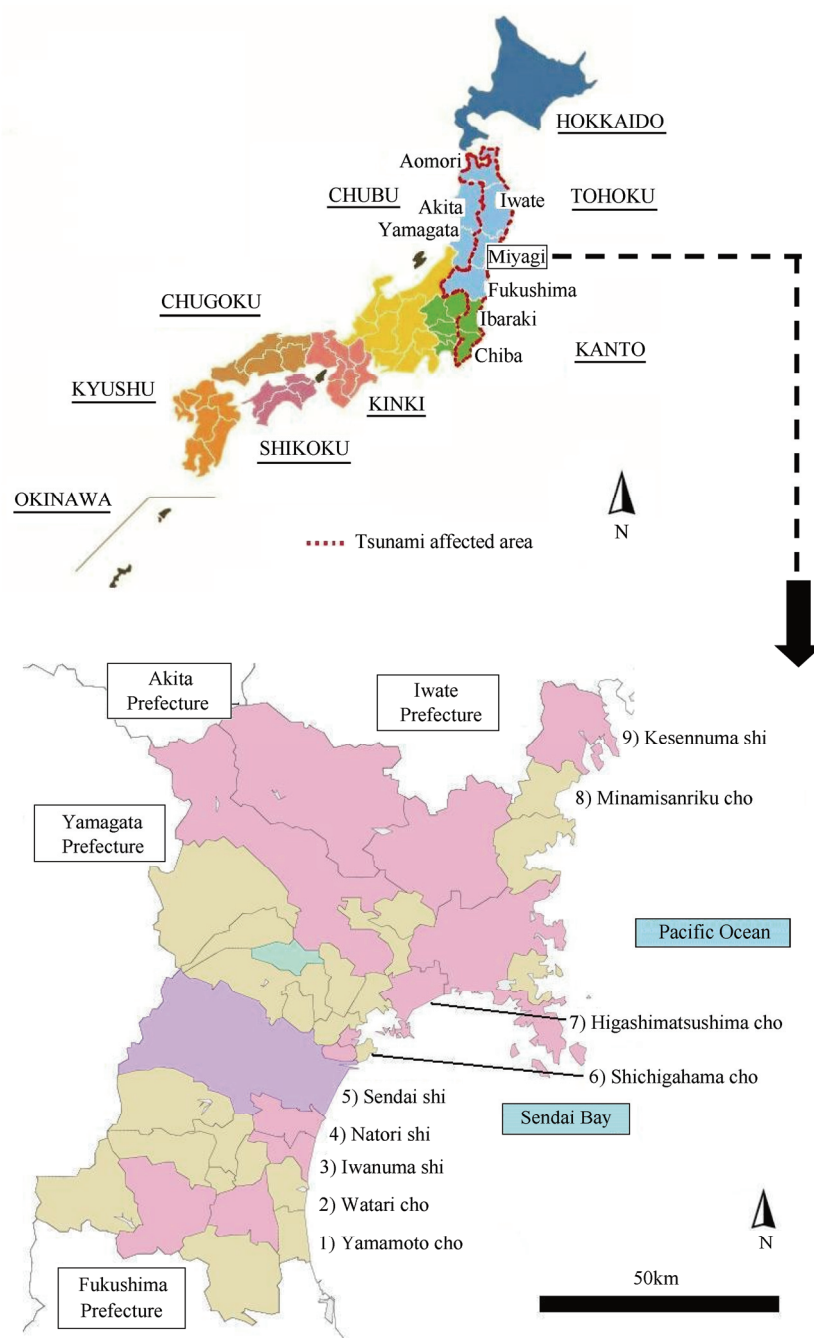 HOKKAIDO
Aomori
CHUBU
Iwate
TOHOKU
Akita
Yamagata
Miyagi
Fukushima
CHUGOKU
Ibaraki
KANTO
Chiba
KYUSHU
KINKI
SHIKOKU
OKINAWA
N
Tsunami affected area
Akita
Prefecture
Iwate
Prefecture
9) Kesennuma shi
8) Minamisanriku cho
Yamagata
Prefecture
Pacific Ocean
7) Higashimatsushima cho
6) Shichigahama cho
5) Sendai shi
Sendai Bay
4) Natori shi
3) Iwanuma shi
2) Watari cho
1) Yamamoto cho
N
Fukushima
Prefecture
50km